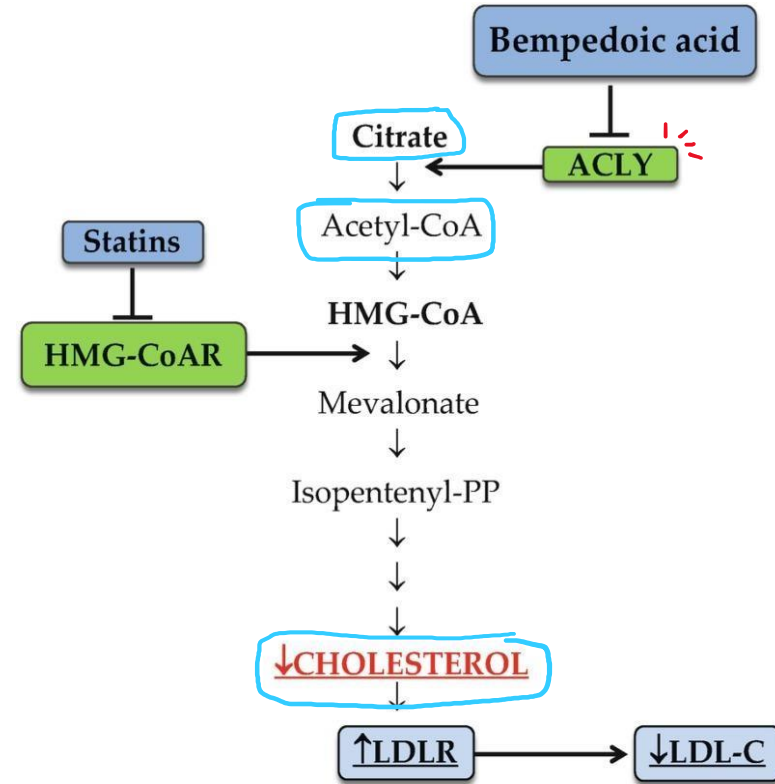 Bempedoic acid
Citrate
ACLY
Acetyl-CoA
Statins
HMG-CoA
HMG-CoAR
Mevalonate
Isopentenyl-PP
↓CHOLESTEROL
↑LDLR
↓LDL-C